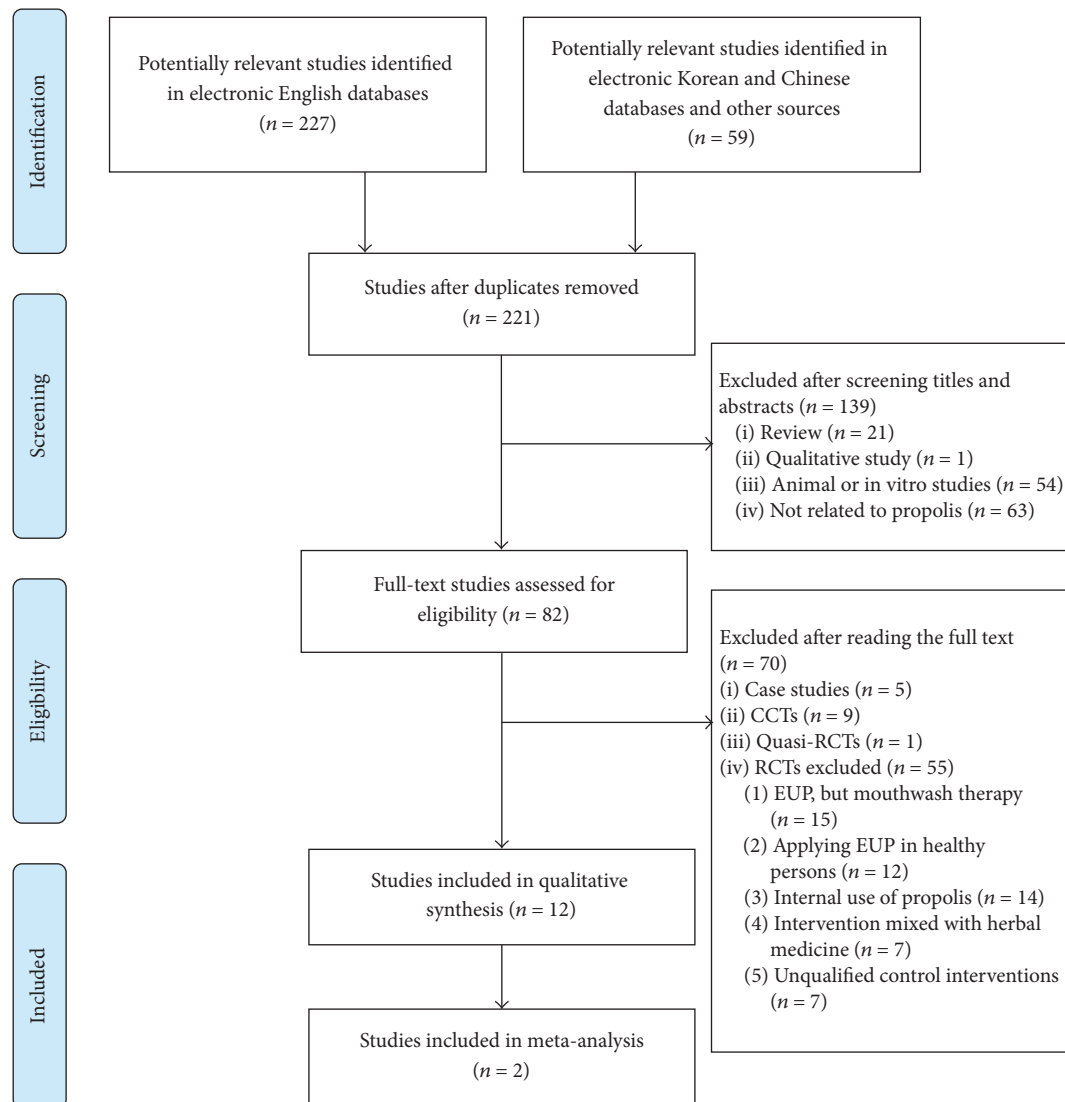 Identification
Potentially relevant studies identified
in electronic English databases
(n = 227)
Potentially relevant studies identified in
electronic Korean and Chinese
databases and other sources
(n = 59)
Studies after duplicates removed
(n = 221)
Screening
Excluded after screening titles and
abstracts (n = 139)
(i) Review (n = 21)
(ii) Qualitative study (n = 1)
(iii) Animal or in vitro studies (n = 54)
(iv) Not related to propolis (n = 63)
Eligibility
Full-text studies assessed for
eligibility (n = 82)
Excluded after reading the full text
(n = 70)
(i) Case studies (n = 5)
(ii) CCTs (n = 9)
(iii) Quasi-RCTs (n = 1)
(iv) RCTs excluded (n = 55)
(1) EUP, but mouthwash therapy
(n = 15)
(2) Applying EUP in healthy
persons (n = 12)
(3) Internal use of propolis (n = 14)
(4) Intervention mixed with herbal
medicine (n = 7)
(5) Unqualified control interventions
(n = 7)
Included
Studies included in qualitative
synthesis (n = 12)
Studies included in meta-analysis
(n = 2)